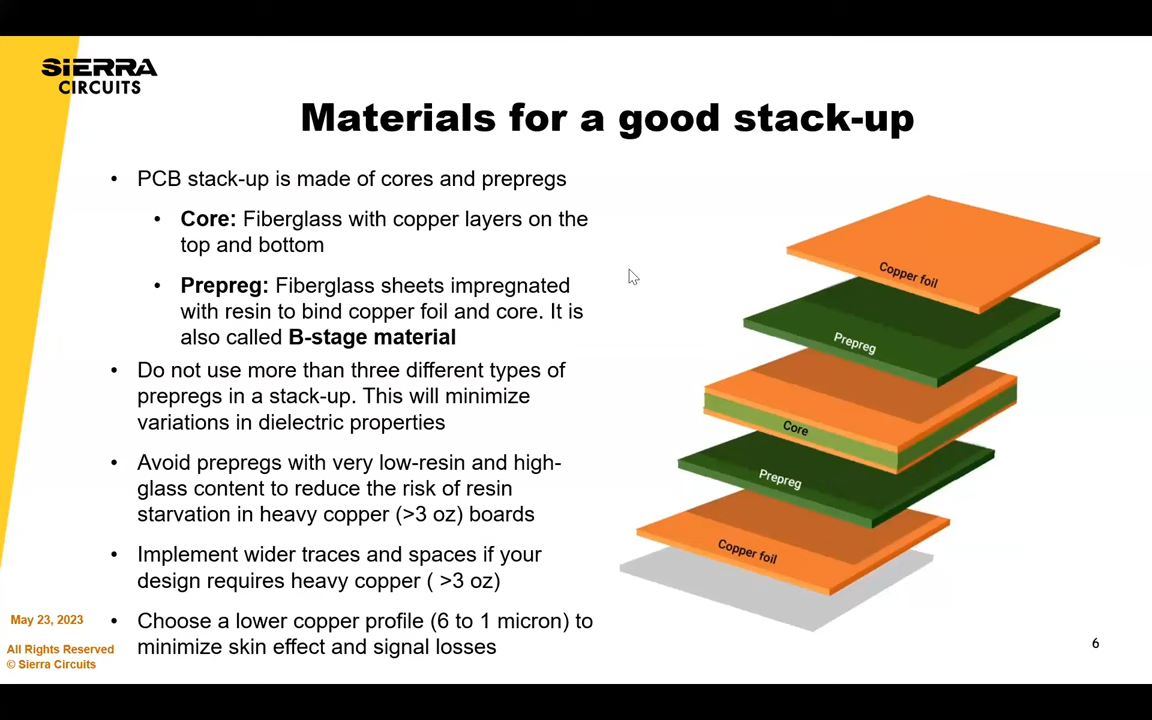 SIERRA
CIRCUITS
Materials for a good stack-up
• PCB stack-up is made of cores and prepregs
• Core: Fiberglass with copper layers on the
top and bottom
• Prepreg: Fiberglass sheets impregnated
with resin to bind copper foil and core. It is
also called B-stage material
• Do not use more than three different types of
prepregs in a stack-up. This will minimize
variations in dielectric properties
• Avoid prepregs with very low-resin and high-
glass content to reduce the risk of resin
starvation in heavy copper (>3 oz) boards
• Implement wider traces and spaces if your
design requires heavy copper ( >3 oz)
• Choose a lower copper profile (6 to 1 micron) to
minimize skin effect and signal losses
Copper foil
Prepreg
Core
Prepreg
Copper foil
May 23, 2023
All Rights Reserved
© Sierra Circuits
6